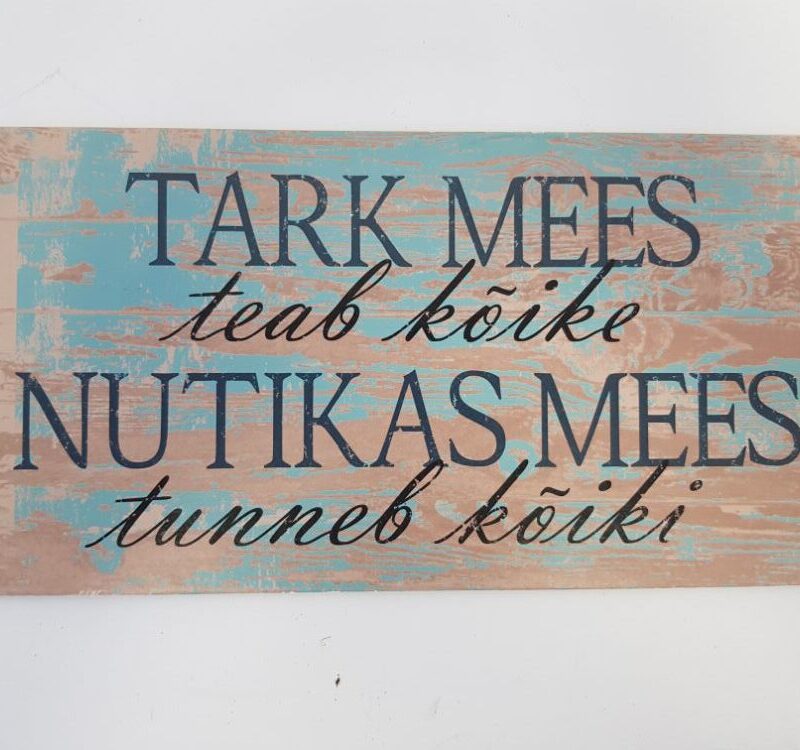 TARK MEES
teab kõike
NUTIKAS MEES
tunneb kõiki